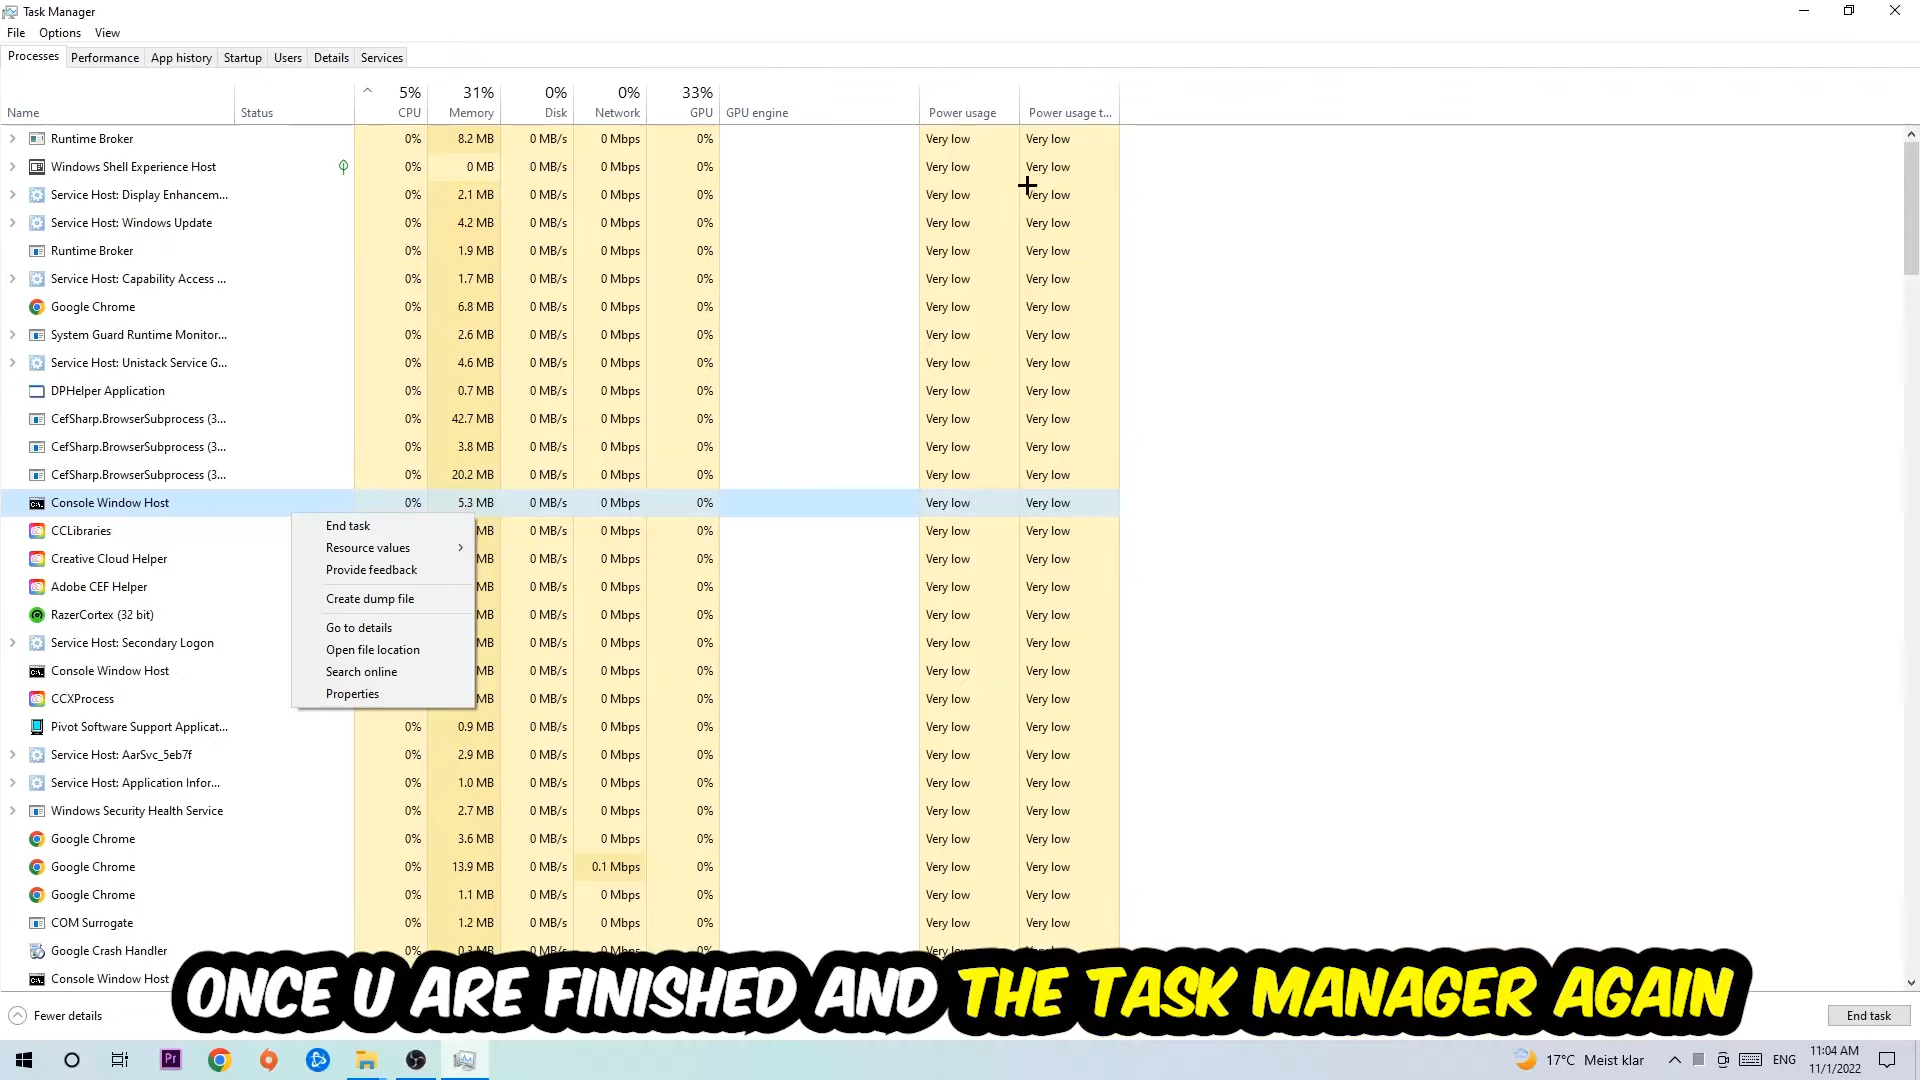 Task Manager
File Options View
Processes Performance App history Startup Users Details Services
5% 31% 0% 0% 33%
Name Status CPU Memory Disk Network GPU GPU engine Power usage Power usage t...
Runtime Broker 0% 8.2 MB 0 MB/s 0 Mbps 0% Very low Very low
Windows Shell Experience Host 0% 0 MB 0 MB/s 0 Mbps 0% Very low Very low
Service Host: Display Enhancem... 0% 2.1 MB 0 MB/s 0 Mbps 0% Very low Very low
Service Host: Windows Update 0% 4.2 MB 0 MB/s 0 Mbps 0% Very low Very low
Runtime Broker 0% 1.9 MB 0 MB/s 0 Mbps 0% Very low Very low
Service Host: Capability Access ... 0% 1.7 MB 0 MB/s 0 Mbps 0% Very low Very low
Google Chrome 0% 6.8 MB 0 MB/s 0 Mbps 0% Very low Very low
System Guard Runtime Monitor... 0% 2.6 MB 0 MB/s 0 Mbps 0% Very low Very low
Service Host: Unistack Service G... 0% 4.6 MB 0 MB/s 0 Mbps 0% Very low Very low
DPHelper Application 0% 0.7 MB 0 MB/s 0 Mbps 0% Very low Very low
CefSharp.BrowserSubprocess (3... 0% 42.7 MB 0 MB/s 0 Mbps 0% Very low Very low
CefSharp.BrowserSubprocess (3... 0% 3.8 MB 0 MB/s 0 Mbps 0% Very low Very low
CefSharp.BrowserSubprocess (3... 0% 20.2 MB 0 MB/s 0 Mbps 0% Very low Very low
Console Window Host 0% 5.3 MB 0 MB/s 0 Mbps 0% Very low Very low
End task
CCLibraries MB 0 MB/s 0 Mbps 0% Very low Very low
Resource values
Creative Cloud Helper MB 0 MB/s 0 Mbps 0% Very low Very low
Provide feedback
Adobe CEF Helper MB 0 MB/s 0 Mbps 0% Very low Very low
Create dump file
RazerCortex (32 bit) MB 0 MB/s 0 Mbps 0% Very low Very low
Go to details
Service Host: Secondary Logon MB 0 MB/s 0 Mbps 0% Very low Very low
Open file location
Console Window Host MB 0 MB/s 0 Mbps 0% Very low Very low
Search online
Properties
CCXProcess MB 0 MB/s 0 Mbps 0% Very low Very low
Pivot Software Support Applicat... 0% 0.9 MB 0 MB/s 0 Mbps 0% Very low Very low
Service Host: AarSvc_5eb7f 0% 2.9 MB 0 MB/s 0 Mbps 0% Very low Very low
Service Host: Application Infor... 0% 1.0 MB 0 MB/s 0 Mbps 0% Very low Very low
Windows Security Health Service 0% 2.7 MB 0 MB/s 0 Mbps 0% Very low Very low
Google Chrome 0% 3.6 MB 0 MB/s 0 Mbps 0% Very low Very low
Google Chrome 0% 13.9 MB 0 MB/s 0.1 Mbps 0% Very low Very low
Google Chrome 0% 1.1 MB 0 MB/s 0 Mbps 0% Very low Very low
COM Surrogate 0% 1.2 MB 0 MB/s 0 Mbps 0% Very low Very low
Google Crash Handler 0% 0.3 MB 0 MB/s 0 Mbps 0%
Console Window Host
ONCE U ARE FINISHED AND THE TASK MANAGER AGAIN
Fewer details End task
Pr 17°C Meist klar ENG 11:04 AM
11/1/2022